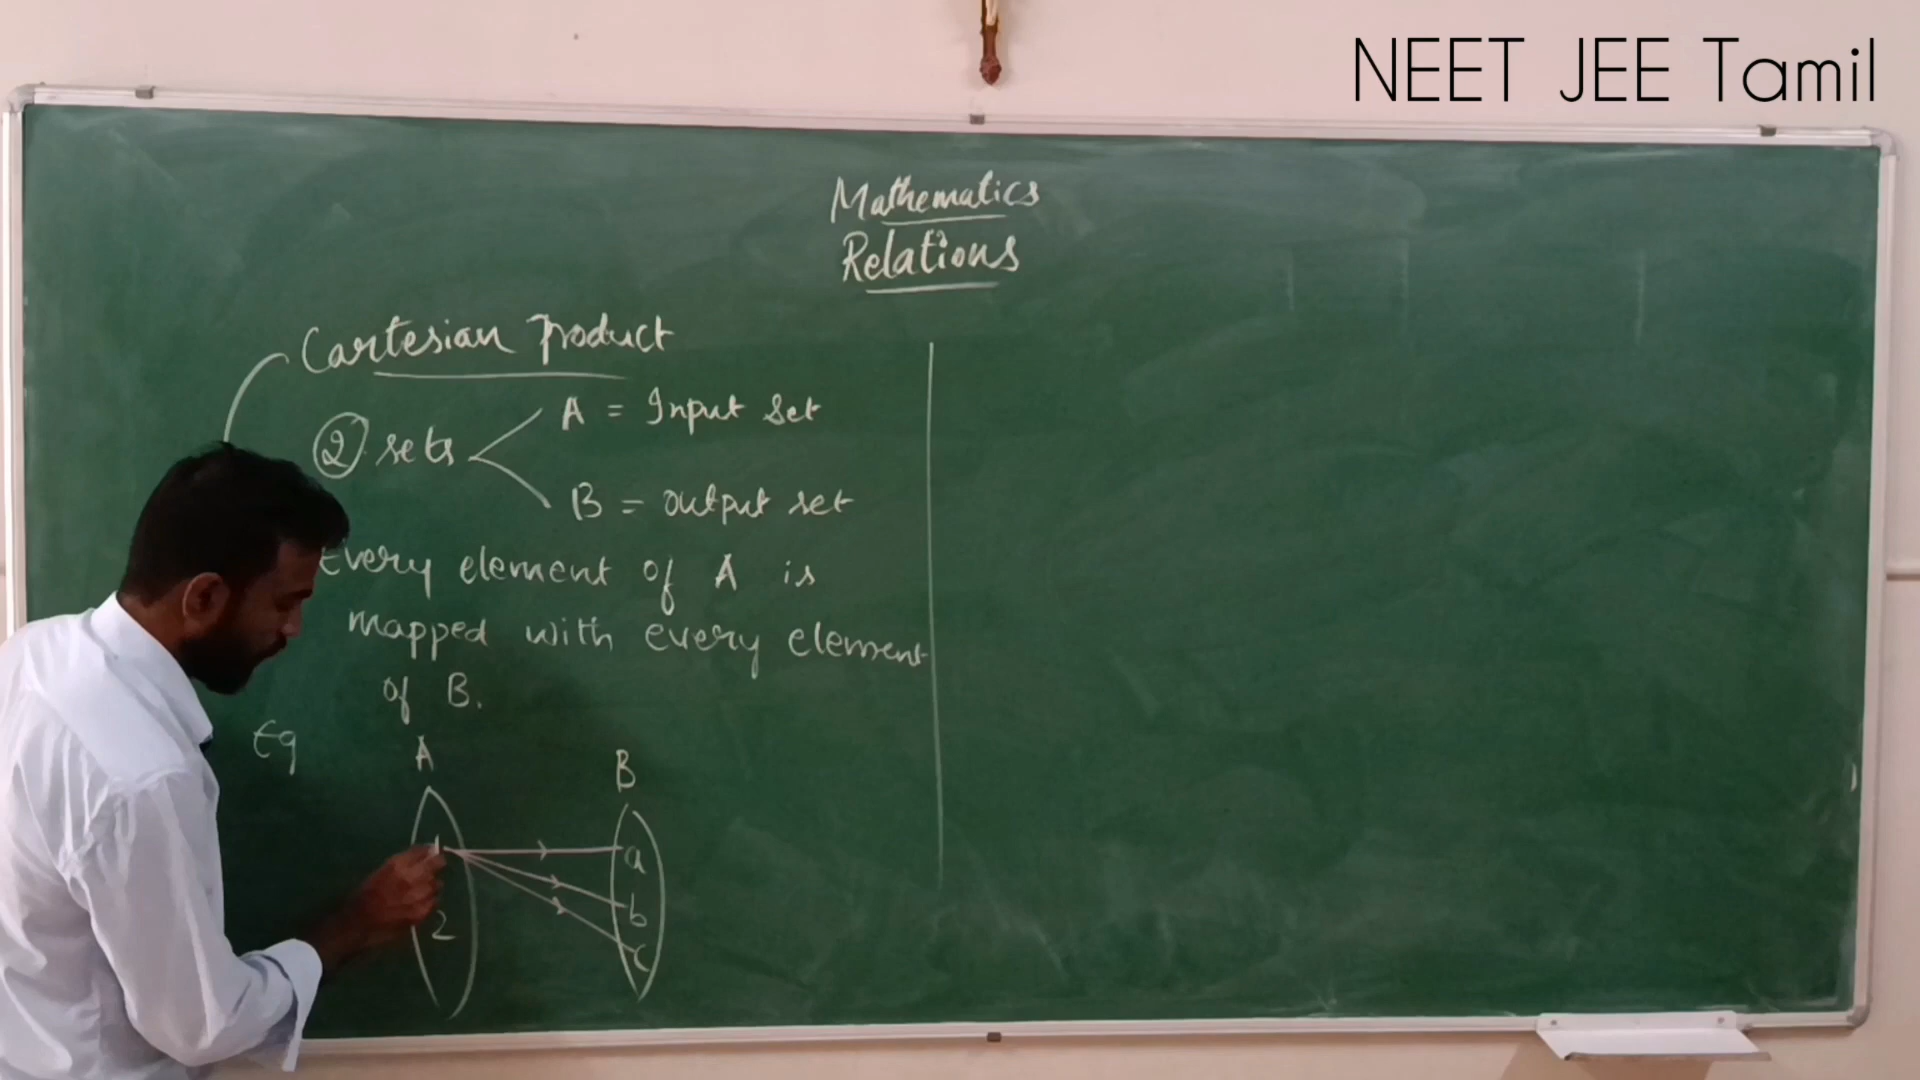 NEET JEE Tamil
Mathematics
Relations
Cartesian Product
2 sets
A = Input set
B = output set
Every element of A is
mapped with every element
of B.
Eg
A B
1 a
2 b
c